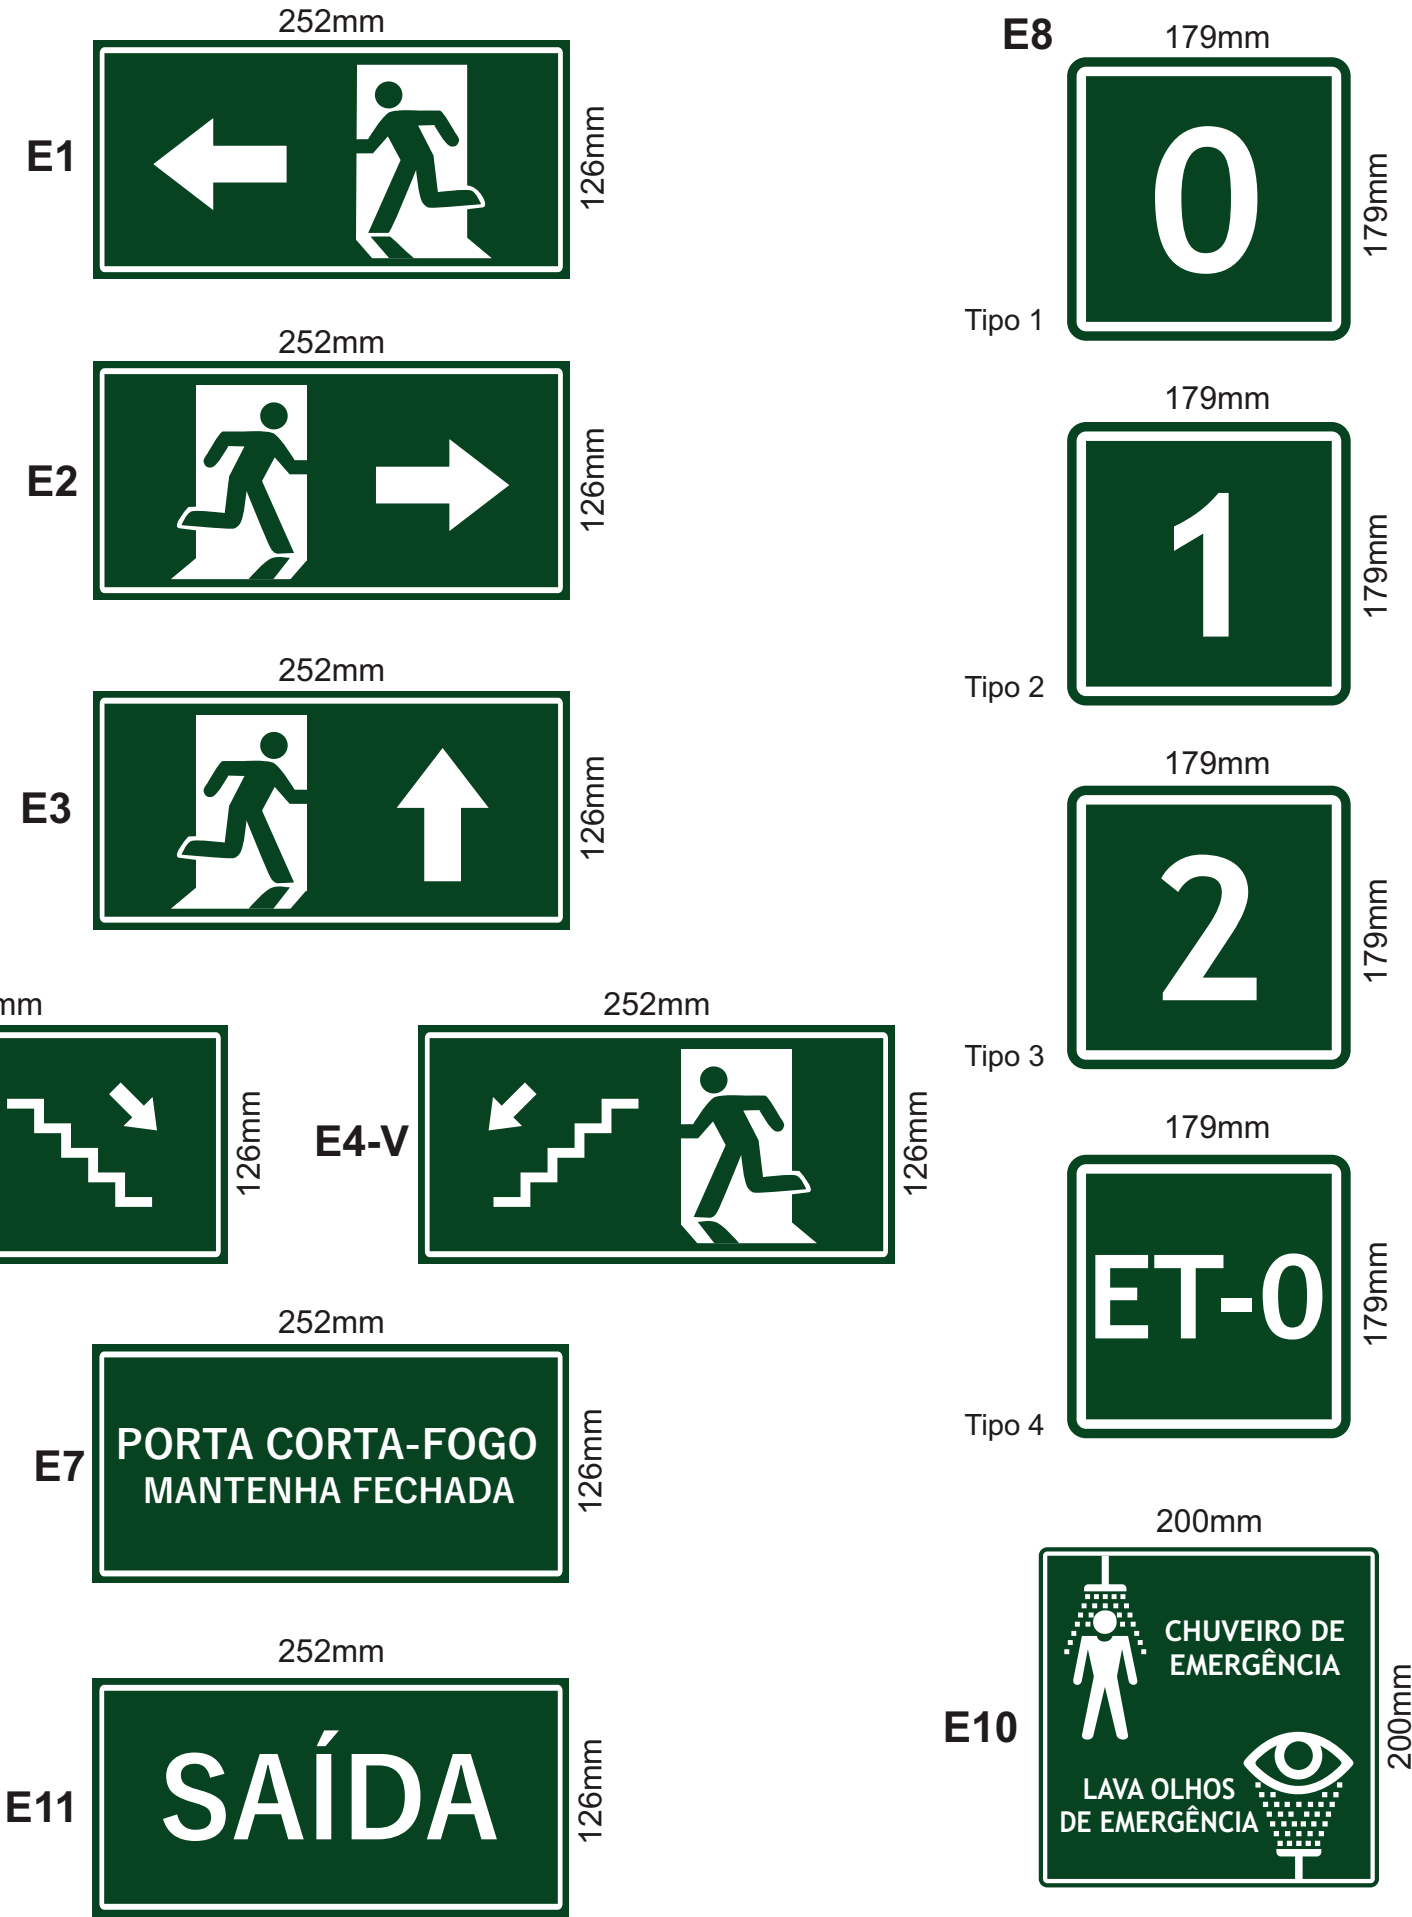 252mm
E1
126mm
252mm
E2
126mm
252mm
E3
126mm
mm
126mm
252mm
E4-V
126mm
252mm
E7
PORTA CORTA-FOGO
MANTENHA FECHADA
126mm
252mm
E11
SAÍDA
126mm
E8
179mm
0
179mm
Tipo 1
179mm
1
179mm
Tipo 2
179mm
2
179mm
Tipo 3
179mm
ET-0
179mm
Tipo 4
200mm
E10
CHUVEIRO DE
EMERGÊNCIA
LAVA OLHOS
DE EMERGÊNCIA
200mm